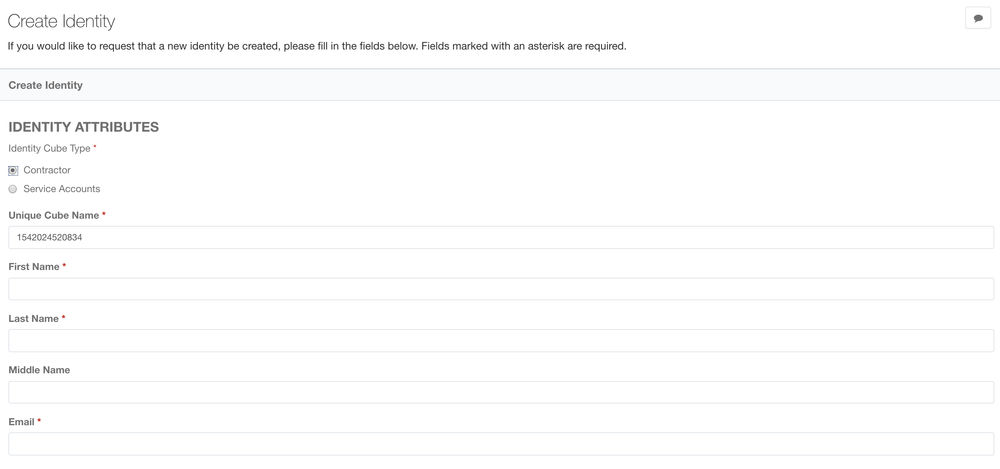 Create Identity
If you would like to request that a new identity be created, please fill in the fields below. Fields marked with an asterisk are required.
Create Identity
IDENTITY ATTRIBUTES
Identity Cube Type *
Contractor
Service Accounts
Unique Cube Name *
1542024520834
First Name *
Last Name *
Middle Name
Email *